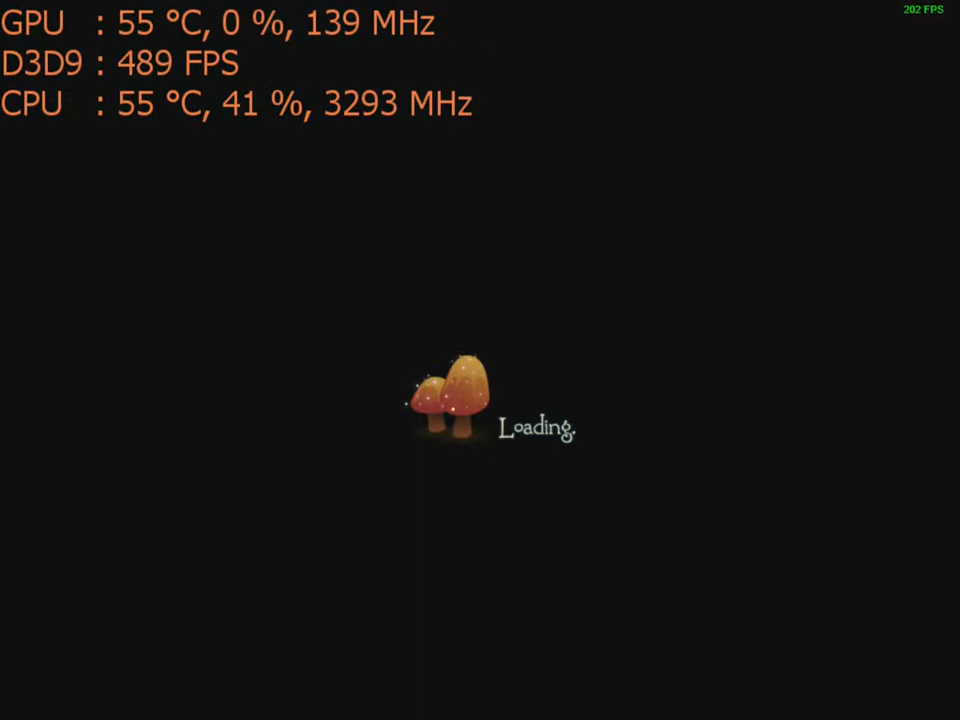 GPU : 55 °C, 0 %, 139 MHz
202 FPS
D3D9 : 489 FPS
CPU : 55 °C, 41 %, 3293 MHz
Loading.